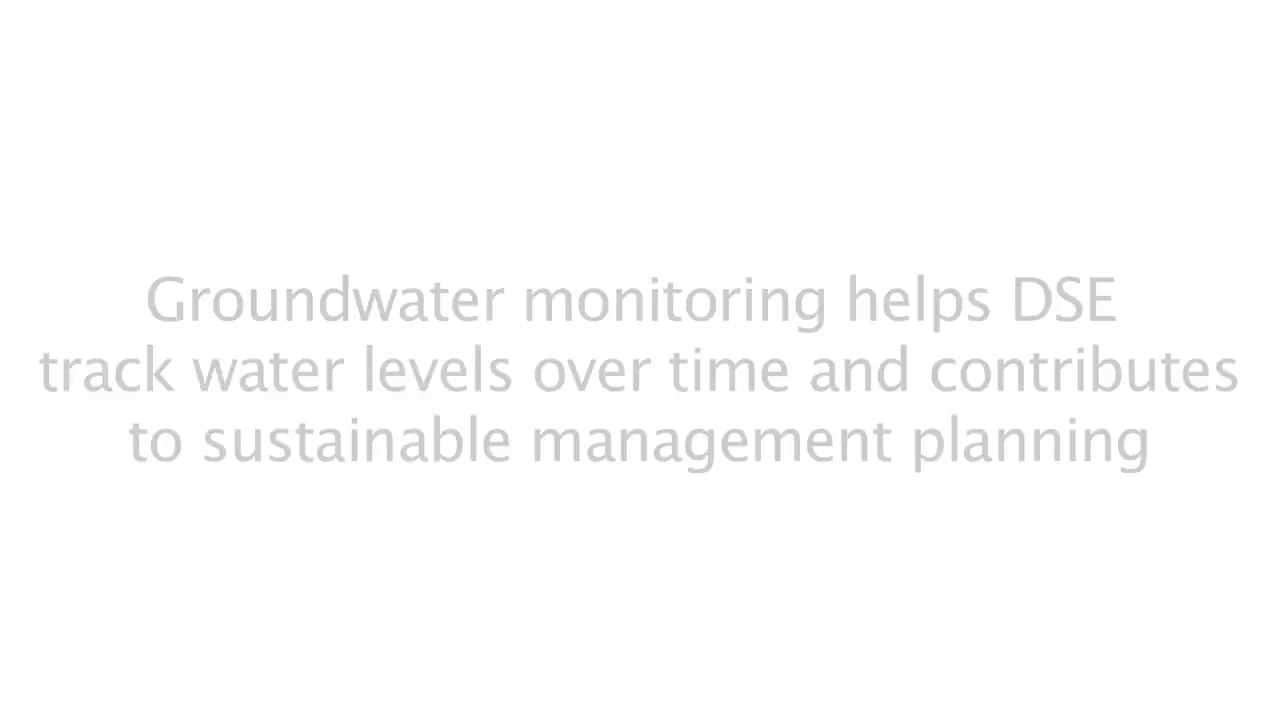 Groundwater monitoring helps DSE
track water levels over time and contributes
to sustainable management planning